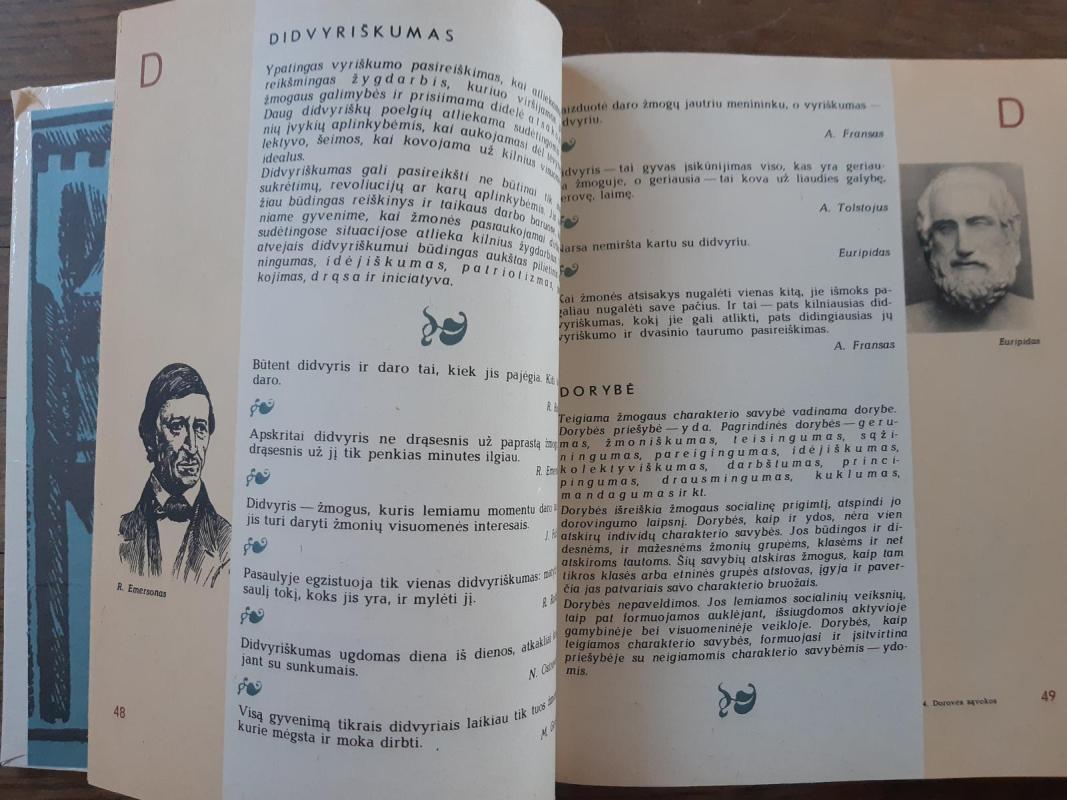 D
DIDVYRIŠKUMAS
Ypatingas vyriškumo pasireiškimas, kai
reikšmingas žygdarbis, kuriuo viršijamos
žmogaus galimybės ir prisiimama didelė
Daug didvyriškų poelgių atliekama
nių įvykių aplinkybėmis, kai aukojamasi dėl
lektyvo, šeimos, kai kovojama už kilnius
idealus.
Didvyriškumas gali pasireikšti ne būtinai tik
sukrėtimų, revoliucijų ar karų aplinkybėmis.
žiau būdingas reiškinys ir taikaus darbo baruose
niame gyvenime, kai žmonės pasiaukojamai
sudėtingose situacijose atlieka kilnius
atvejais didvyriškumui būdingas aukštas
ningumas, idėjiškumas, patriotizmas,
kojimas, drąsa ir iniciatyva.
Būtent didvyris ir daro tai, kiek jis pajėgia.
daro.
R.
Apskritai didvyris ne drąsesnis už paprastą
drąsesnis už jį tik penkias minutes ilgiau.
R.
Didvyris — žmogus, kuris lemiamu momentu
jis turi daryti žmonių visuomenės interesais.
J.
Pasaulyje egzistuoja tik vienas didvyriškumas:
saulį tokį, koks jis yra, ir mylėti jį.
R.
Didvyriškumas ugdomas diena iš dienos, atkakliai
jant su sunkumais.
N.
Visą gyvenimą tikrais didvyriais laikiau tik tuos
kurie mėgsta ir moka dirbti.
M.
R. Emersonas
48
D
daro žmogų jautriu menininku, o vyriškumas —
A. Fransas
— tai gyvas įsikūnijimas viso, kas yra geriau-
žmoguje, o geriausia — tai kova už liaudies galybę,
laimę.
A. Tolstojus
nemiršta kartu su didvyriu.
Euripidas
Kai žmonės atsisakys nugalėti vienas kitą, jie išmoks pa-
galiau nugalėti save pačius. Ir tai — pats kilniausias did-
vyriškumas, kokį jie gali atlikti, pats didingiausias jų
vyriškumo ir dvasinio taurumo pasireiškimas.
A. Fransas
Euripidas
DORYBĖ
Teigiama žmogaus charakterio savybė vadinama dorybe.
Dorybės priešybė — yda. Pagrindinės dorybės — geru-
mas, žmoniškumas, teisingumas, sąži-
ningumas, pareigingumas, idėjiškumas,
kolektyviškumas, darbštumas, princi-
pingumas, drausmingumas, kuklumas,
mandagumas ir kt.
Dorybės išreiškia žmogaus socialinę prigimtį, atspindi jo
dorovingumo laipsnį. Dorybės, kaip ir ydos, nėra vien
atskirų individų charakterio savybės. Jos būdingos ir di-
desnėms, ir mažesnėms žmonių grupėms, klasėms ir net
atskiroms tautoms. Šių savybių atskiras žmogus, kaip tam
tikros klasės arba etninės grupės atstovas, įgyja ir paver-
čia jas patvariais savo charakterio bruožais.
Dorybės nepaveldimos. Jos lemiamos socialinių veiksnių,
taip pat formuojamos auklėjant, išsiugdomos aktyvioje
gamybinėje bei visuomeninėje veikloje. Dorybės, kaip
teigiamos charakterio savybės, formuojasi ir įsitvirtina
priešybėje su neigiamomis charakterio savybėmis — ydo-
mis.
4. Dorovės sąvokos
49